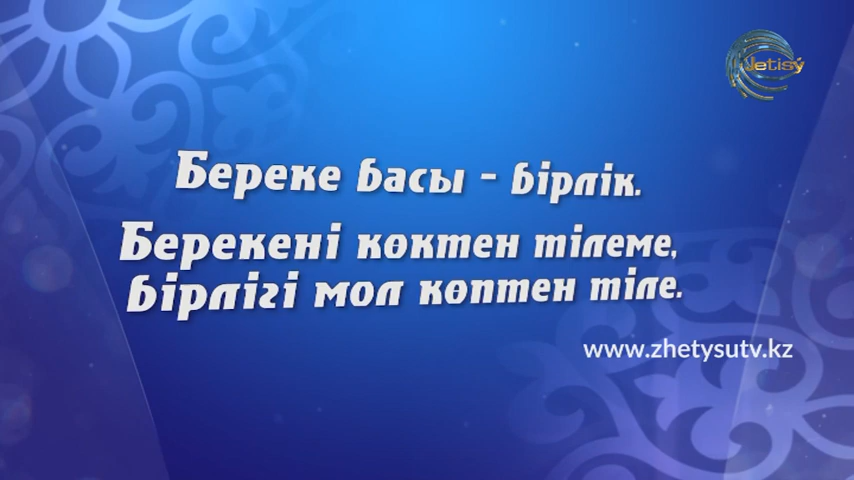 Jetisý
Береке басы - бірлік.
Берекені көктен тілеме,
бірлігі мол көптен тіле.
www.zhetysutv.kz